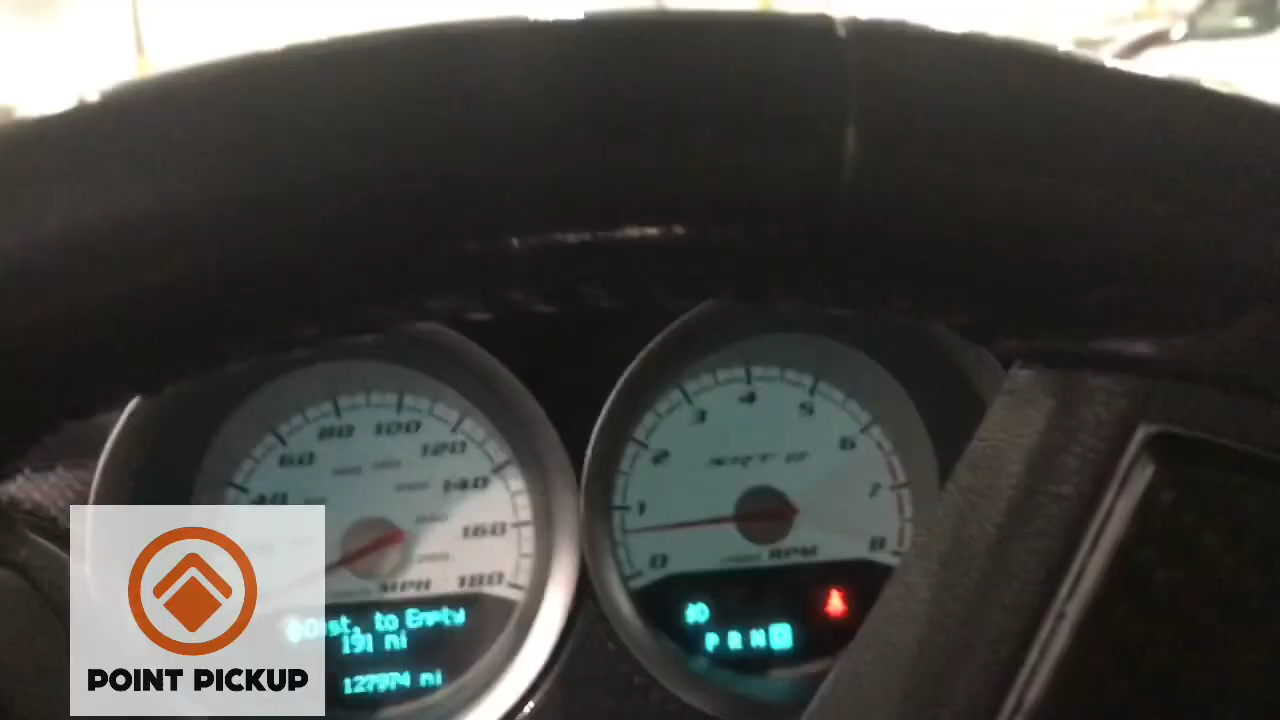 80 100
60 120
40 140
160
MPH 180
Dist. to Empty
191 mi
127974 mi
4
3 5
2 6
1 7
0 RPM 8
P R N D
POINT PICKUP